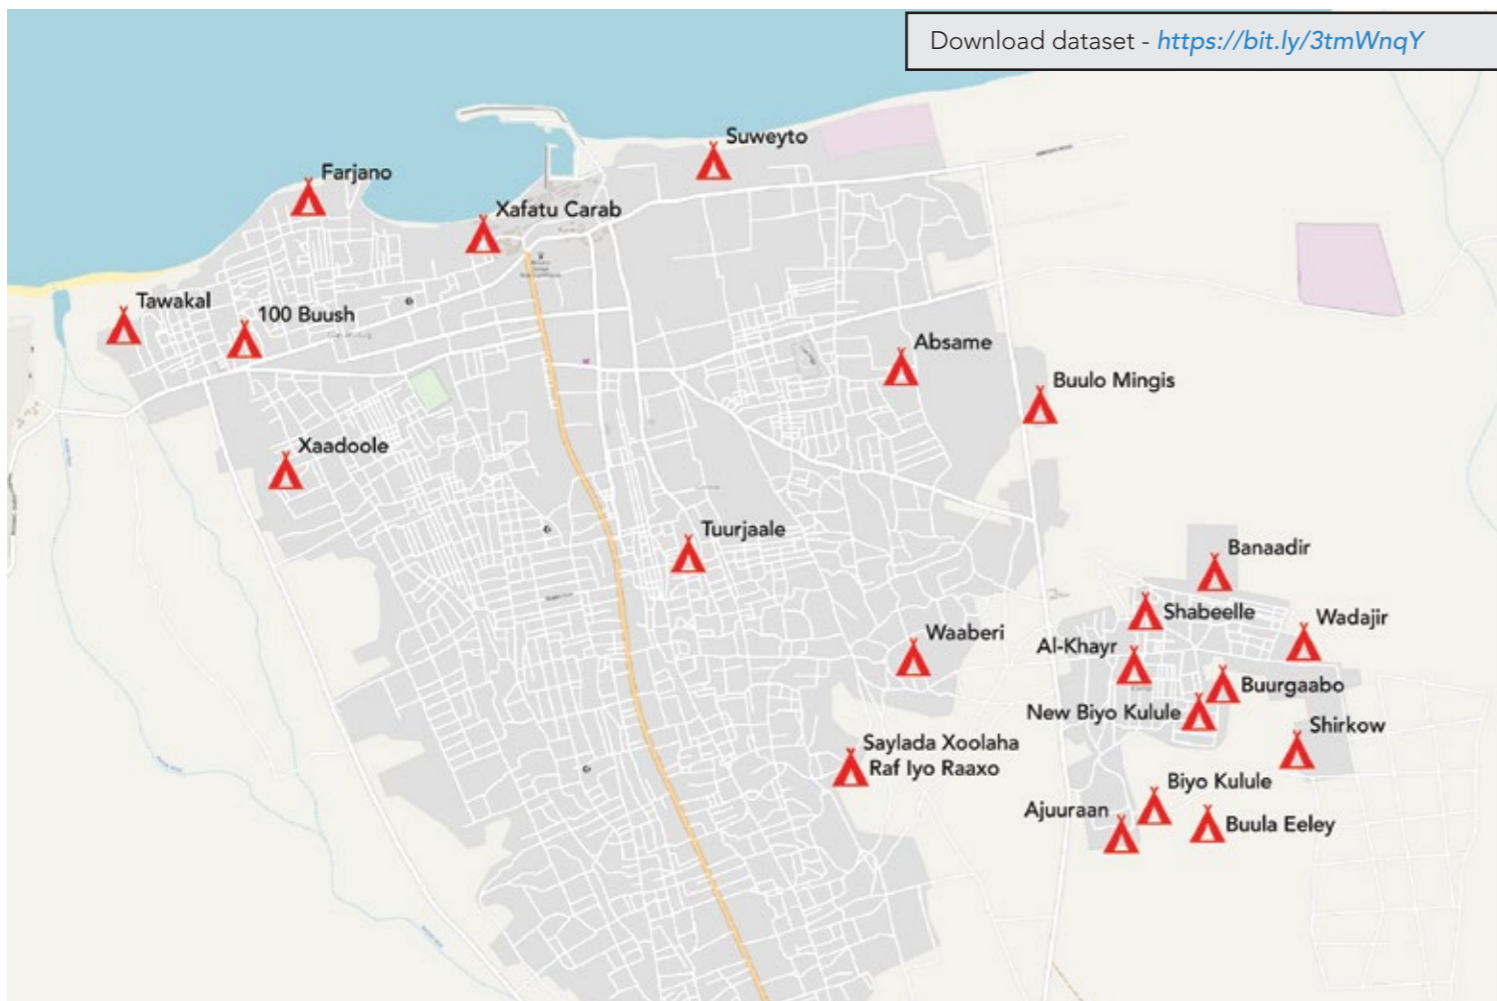 Download dataset - https://bit.ly/3tmWnqY
Suweyto
Farjano
Xafatu Carab
Tawakal
100 Buush
Absame
Buulo Mingis
Xaadoole
Tuurjaale
Banaadir
Shabeelle
Wadajir
Waaberi
Al-Khayr
Buurgaabo
New Biyo Kulule
Shirkow
Saylada Xoolaha
Raf Iyo Raaxo
Biyo Kulule
Ajuuraan
Buula Eeley